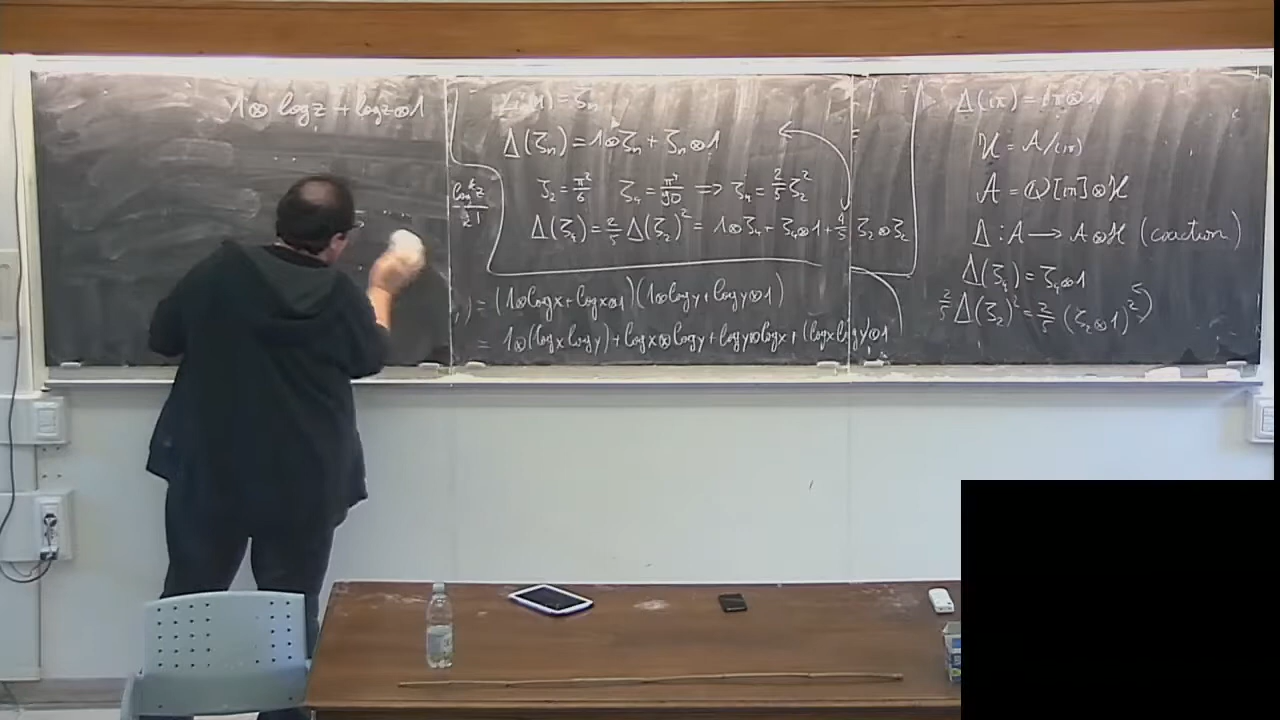 1⊗ log z + log z⊗1
log^k z / k!
Li_n(1) = ζ_n
Δ(ζ_n) = 1⊗ζ_n + ζ_n⊗1
ζ_2 = π²/6   ζ_4 = π⁴/90 ⟹ ζ_4 = 2/5 ζ_2²
Δ(ζ_4) = 2/5 Δ(ζ_2)² = 1⊗ζ_4 + ζ_4⊗1 + 4/5 ζ_2⊗ζ_2
) = (1⊗log x + log x⊗1)(1⊗log y + log y⊗1)
= 1⊗(log x log y) + log x⊗log y + log y⊗log x + (log x log y)⊗1
Δ(iπ) = iπ⊗1
H = A/(iπ)
A = Q[iπ]⊗H
Δ : A → A⊗H (coaction)
Δ(ζ_4) = ζ_4⊗1
2/5 Δ(ζ_2)² = 2/5 (ζ_2⊗1)²